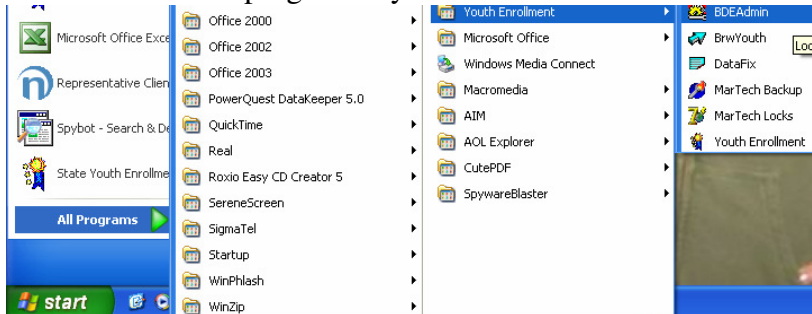 Microsoft Office Exce
Representative Clien
Spybot - Search & De
State Youth Enrollme
All Programs
start
Office 2000
Office 2002
Office 2003
PowerQuest DataKeeper 5.0
QuickTime
Real
Roxio Easy CD Creator 5
SereneScreen
SigmaTel
Startup
WinPhlash
WinZip
Youth Enrollment
Microsoft Office
Windows Media Connect
Macromedia
AIM
AOL Explorer
CutePDF
SpywareBlaster
BDEAdmin
BrwYouth
Loc
DataFix
MarTech Backup
MarTech Locks
Youth Enrollment